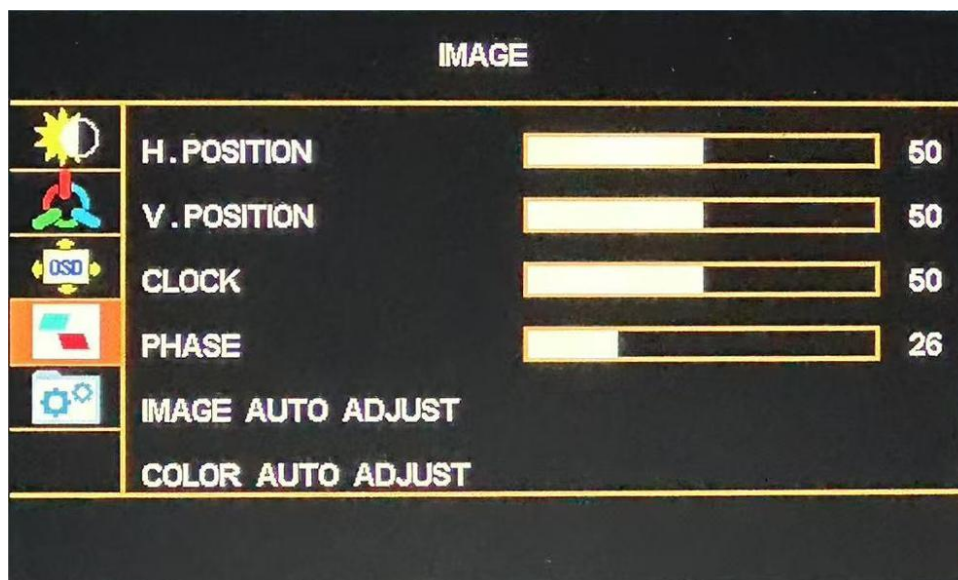 IMAGE
H.POSITION 50
V.POSITION 50
OSD
CLOCK 50
PHASE 26
IMAGE AUTO ADJUST
COLOR AUTO ADJUST